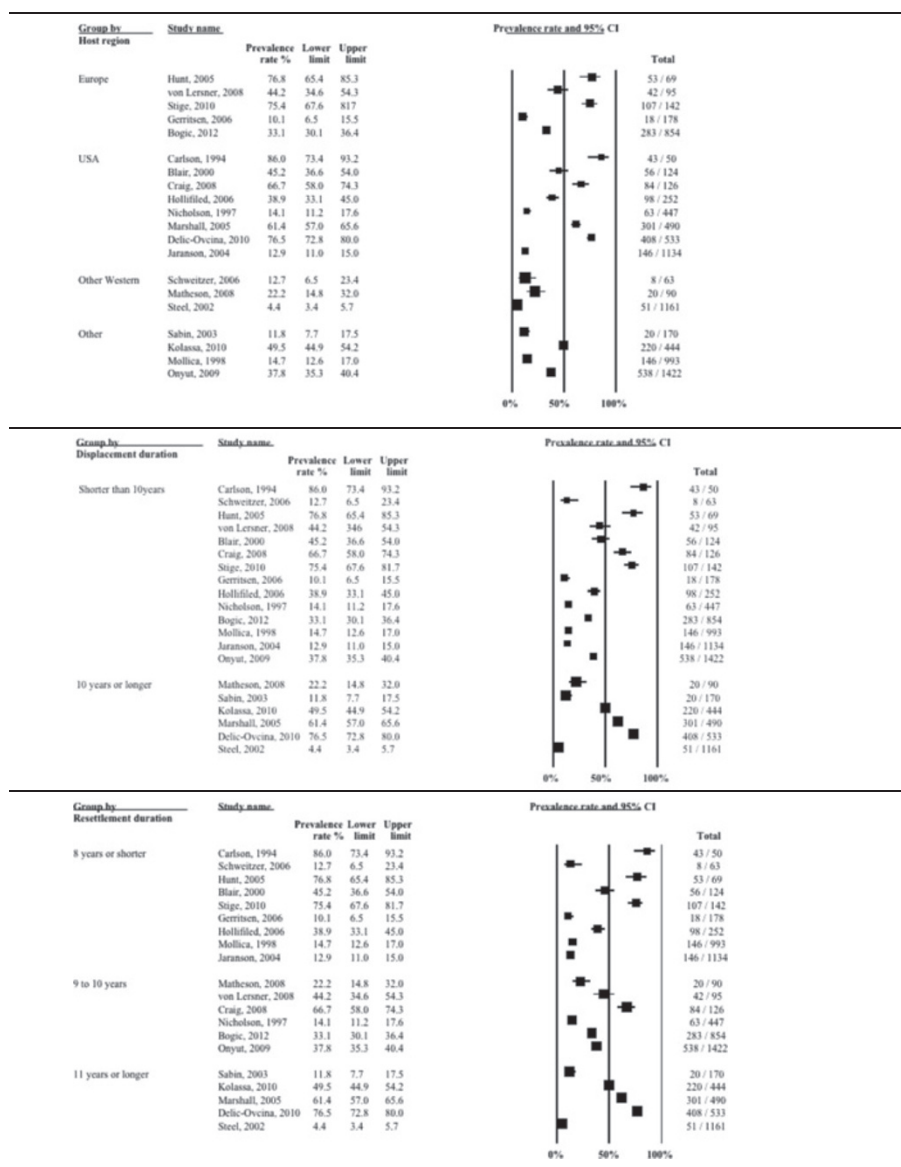 Group by Study name Prevalence rate and 95% CI
Host region
Prevalence Lower Upper
rate % limit limit Total
Europe Hunt, 2005 76.8 65.4 85.3 53 / 69
von Lersner, 2008 44.2 34.6 54.3 42 / 95
Stige, 2010 75.4 67.6 817 107 / 142
Gerritsen, 2006 10.1 6.5 15.5 18 / 178
Bogic, 2012 33.1 30.1 36.4 283 / 854
USA Carlson, 1994 86.0 73.4 93.2 43 / 50
Blair, 2000 45.2 36.6 54.0 56 / 124
Craig, 2008 66.7 58.0 74.3 84 / 126
Hollifiled, 2006 38.9 33.1 45.0 98 / 252
Nicholson, 1997 14.1 11.2 17.6 63 / 447
Marshall, 2005 61.4 57.0 65.6 301 / 490
Delic-Ovcina, 2010 76.5 72.8 80.0 408 / 533
Jaranson, 2004 12.9 11.0 15.0 146 / 1134
Other Western Schweitzer, 2006 12.7 6.5 23.4 8 / 63
Matheson, 2008 22.2 14.8 32.0 20 / 90
Steel, 2002 4.4 3.4 5.7 51 / 1161
Other Sabin, 2003 11.8 7.7 17.5 20 / 170
Kolassa, 2010 49.5 44.9 54.2 220 / 444
Mollica, 1998 14.7 12.6 17.0 146 / 993
Onyut, 2009 37.8 35.3 40.4 538 / 1422
0% 50% 100%
Group by Study name Prevalence rate and 95% CI
Displacement duration
Prevalence Lower Upper
rate % limit limit Total
Shorter than 10years Carlson, 1994 86.0 73.4 93.2 43 / 50
Schweitzer, 2006 12.7 6.5 23.4 8 / 63
Hunt, 2005 76.8 65.4 85.3 53 / 69
von Lersner, 2008 44.2 346 54.3 42 / 95
Blair, 2000 45.2 36.6 54.0 56 / 124
Craig, 2008 66.7 58.0 74.3 84 / 126
Stige, 2010 75.4 67.6 81.7 107 / 142
Gerritsen, 2006 10.1 6.5 15.5 18 / 178
Hollifiled, 2006 38.9 33.1 45.0 98 / 252
Nicholson, 1997 14.1 11.2 17.6 63 / 447
Bogic, 2012 33.1 30.1 36.4 283 / 854
Mollica, 1998 14.7 12.6 17.0 146 / 993
Jaranson, 2004 12.9 11.0 15.0 146 / 1134
Onyut, 2009 37.8 35.3 40.4 538 / 1422
10 years or longer Matheson, 2008 22.2 14.8 32.0 20 / 90
Sabin, 2003 11.8 7.7 17.5 20 / 170
Kolassa, 2010 49.5 44.9 54.2 220 / 444
Marshall, 2005 61.4 57.0 65.6 301 / 490
Delic-Ovcina, 2010 76.5 72.8 80.0 408 / 533
Steel, 2002 4.4 3.4 5.7 51 / 1161
0% 50% 100%
Group by Study name Prevalence rate and 95% CI
Resettlement duration
Prevalence Lower Upper
rate % limit limit Total
8 years or shorter Carlson, 1994 86.0 73.4 93.2 43 / 50
Schweitzer, 2006 12.7 6.5 23.4 8 / 63
Hunt, 2005 76.8 65.4 85.3 53 / 69
Blair, 2000 45.2 36.6 54.0 56 / 124
Stige, 2010 75.4 67.6 81.7 107 / 142
Gerritsen, 2006 10.1 6.5 15.5 18 / 178
Hollifiled, 2006 38.9 33.1 45.0 98 / 252
Mollica, 1998 14.7 12.6 17.0 146 / 993
Jaranson, 2004 12.9 11.0 15.0 146 / 1134
9 to 10 years Matheson, 2008 22.2 14.8 32.0 20 / 90
von Lersner, 2008 44.2 34.6 54.3 42 / 95
Craig, 2008 66.7 58.0 74.3 84 / 126
Nicholson, 1997 14.1 11.2 17.6 63 / 447
Bogic, 2012 33.1 30.1 36.4 283 / 854
Onyut, 2009 37.8 35.3 40.4 538 / 1422
11 years or longer Sabin, 2003 11.8 7.7 17.5 20 / 170
Kolassa, 2010 49.5 44.9 54.2 220 / 444
Marshall, 2005 61.4 57.0 65.6 301 / 490
Delic-Ovcina, 2010 76.5 72.8 80.0 408 / 533
Steel, 2002 4.4 3.4 5.7 51 / 1161
0% 50% 100%